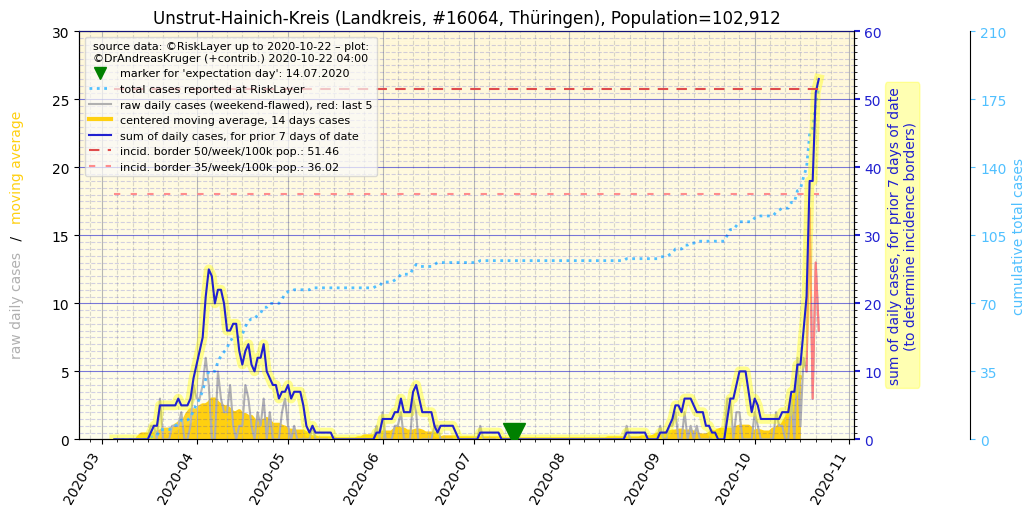 Unstrut-Hainich-Kreis (Landkreis, #16064, Thüringen), Population=102,912
source data: ©RiskLayer up to 2020-10-22 – plot:
©DrAndreasKruger (+contrib.) 2020-10-22 04:00
marker for 'expectation day': 14.07.2020
total cases reported at RiskLayer
raw daily cases (weekend-flawed), red: last 5
centered moving average, 14 days cases
sum of daily cases, for prior 7 days of date
incid. border 50/week/100k pop.: 51.46
incid. border 35/week/100k pop.: 36.02
raw daily cases / moving average
30
25
20
15
10
5
0
2020-03
2020-04
2020-05
2020-06
2020-07
2020-08
2020-09
2020-10
2020-11
60
50
40
30
20
10
0
sum of daily cases, for prior 7 days of date
(to determine incidence borders)
210
175
140
105
70
35
0
cumulative total cases